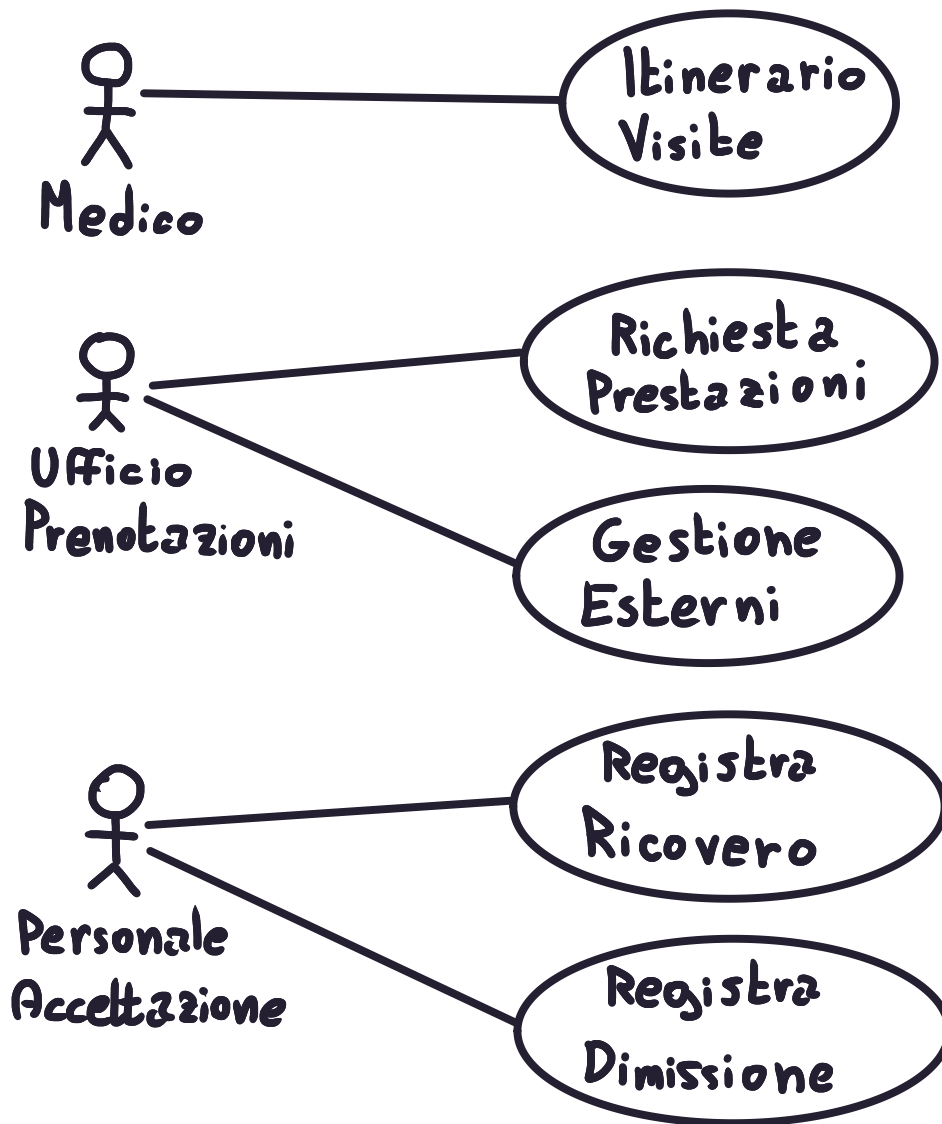 Itinerario
Visite
Medico
Richiesta
Prestazioni
Ufficio
Prenotazioni
Gestione
Esterni
Registra
Ricovero
Personale
Accettazione
Registra
Dimissione